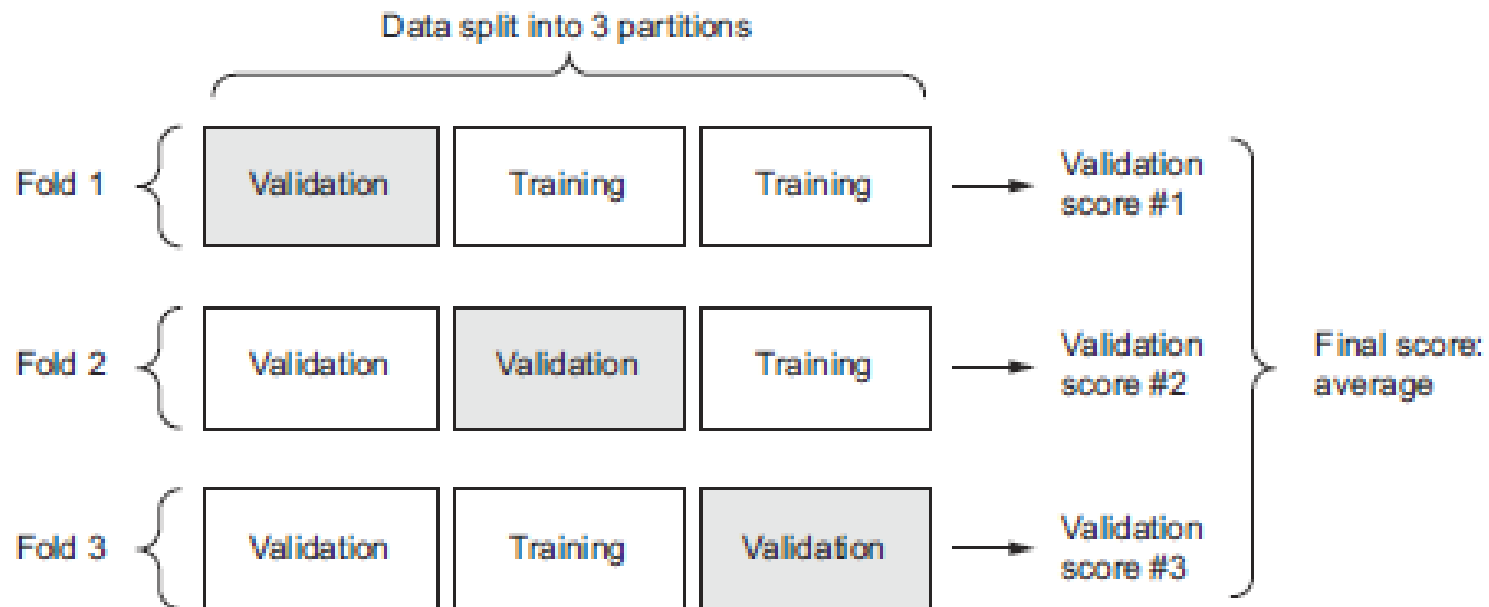 Data split into 3 partitions
Fold 1
Validation
Training
Training
Validation
score #1
Fold 2
Validation
Validation
Training
Validation
score #2
Final score:
average
Fold 3
Validation
Training
Validation
Validation
score #3